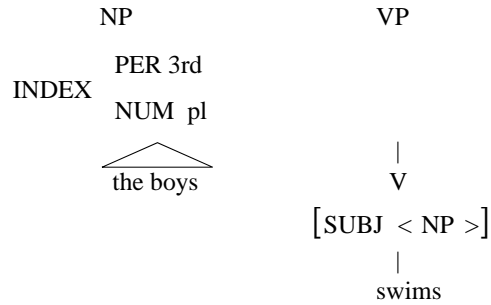 NP VP
PER 3rd
INDEX
NUM pl
the boys
V
[SUBJ < NP >]
swims